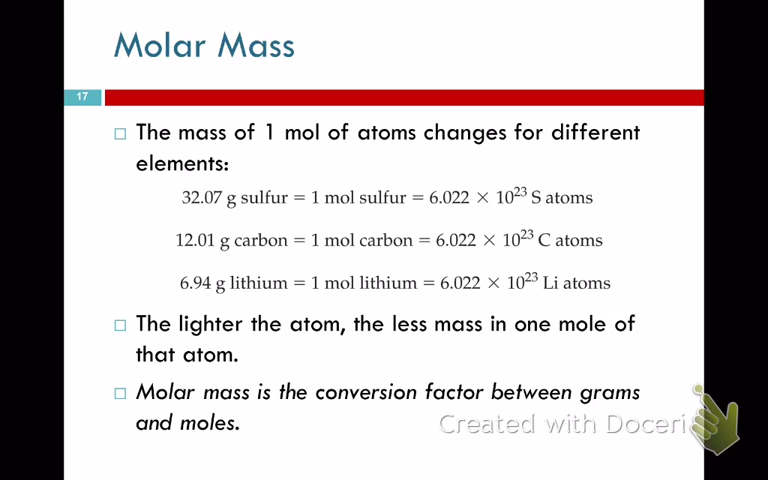 Molar Mass
17
The mass of 1 mol of atoms changes for different
elements:
32.07 g sulfur = 1 mol sulfur = 6.022 × 10²³ S atoms
12.01 g carbon = 1 mol carbon = 6.022 × 10²³ C atoms
6.94 g lithium = 1 mol lithium = 6.022 × 10²³ Li atoms
The lighter the atom, the less mass in one mole of
that atom.
Molar mass is the conversion factor between grams
and moles.
Created with Doceri